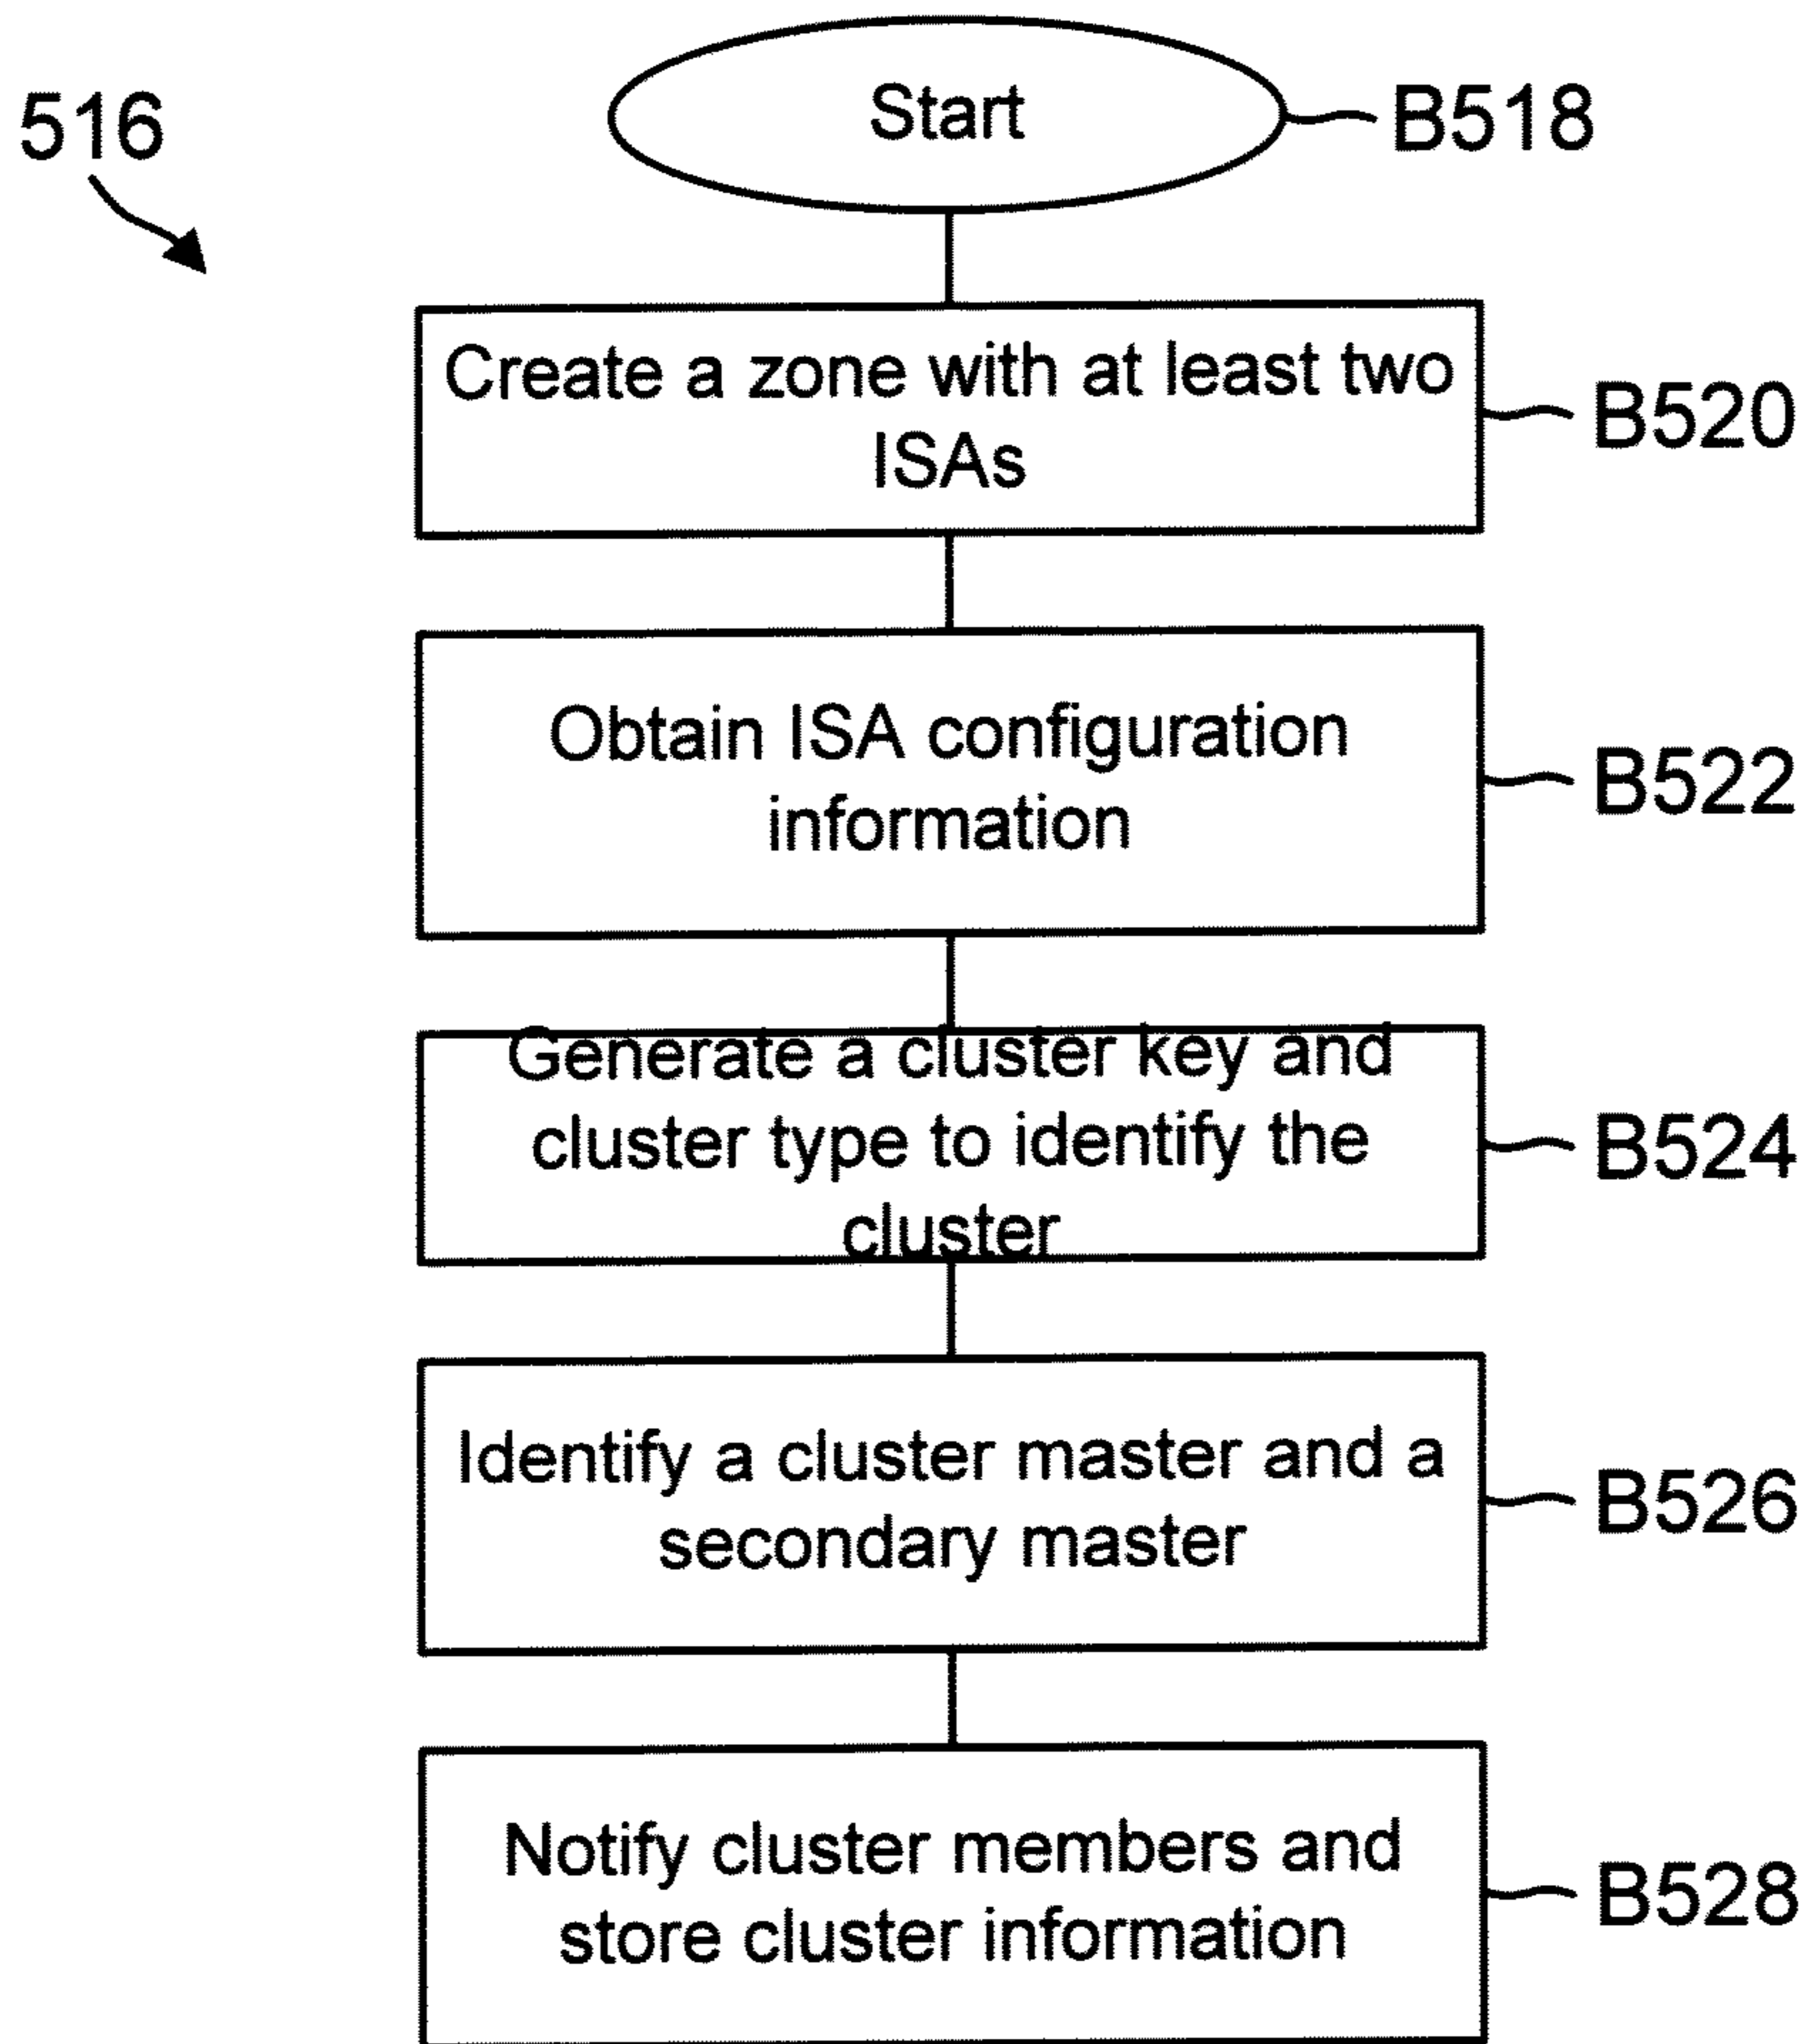 516
Start
B518
Create a zone with at least two
ISAs
B520
Obtain ISA configuration
information
B522
Generate a cluster key and
cluster type to identify the
cluster
B524
Identify a cluster master and a
secondary master
B526
Notify cluster members and
store cluster information
B528